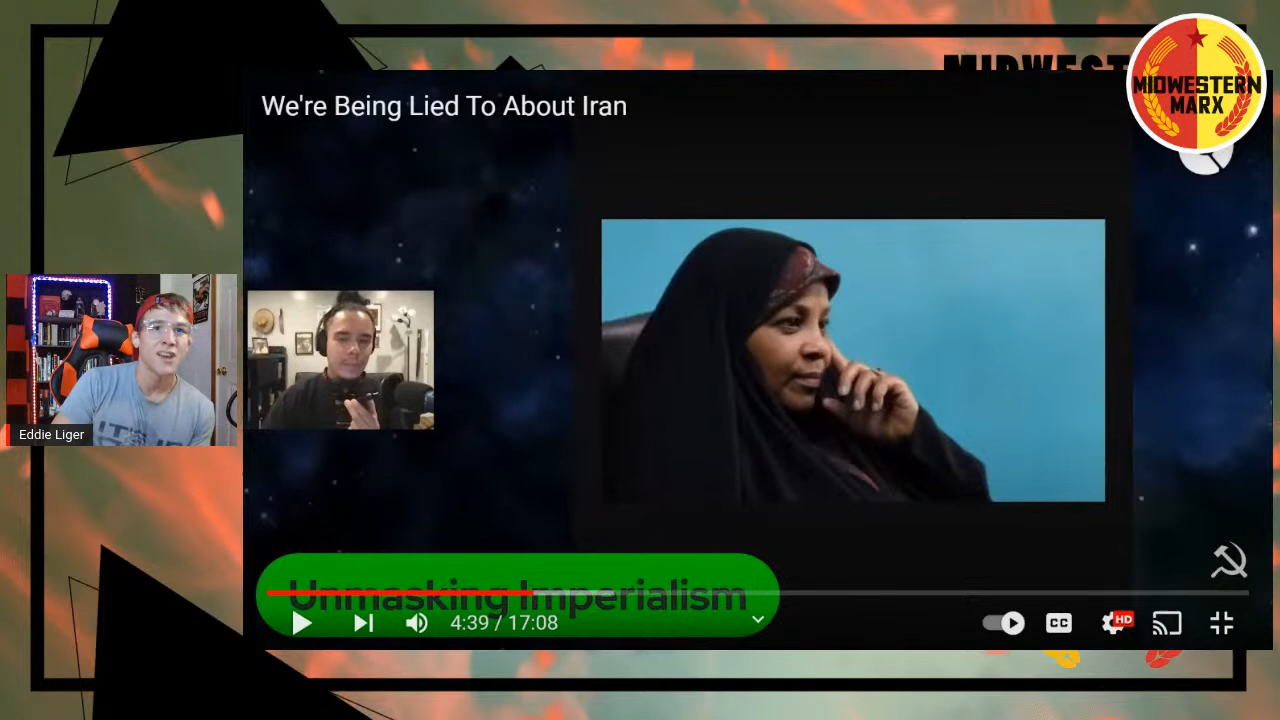 MIDWEST
MIDWESTERN
MARX
We're Being Lied To About Iran
Eddie Liger
Unmasking Imperialism
4:39 / 17:08
CC
HD